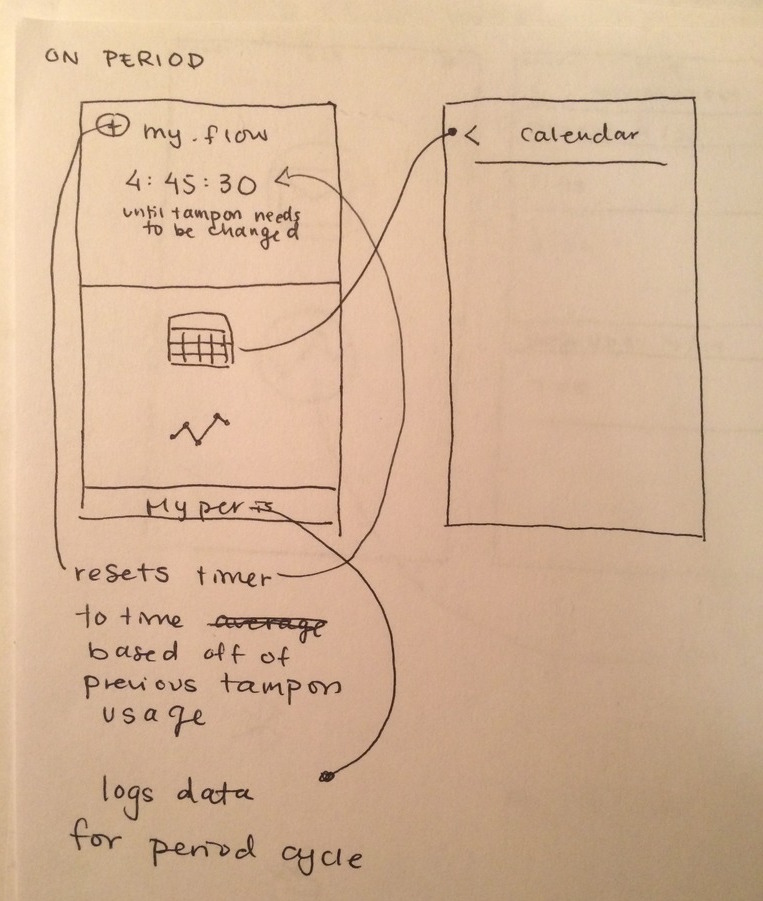 ON PERIOD
my.flow
4:45:30
until tampon needs
to be changed
< calendar
My per
resets timer
to time average
based off of
previous tampon
usage
logs data
for period cycle